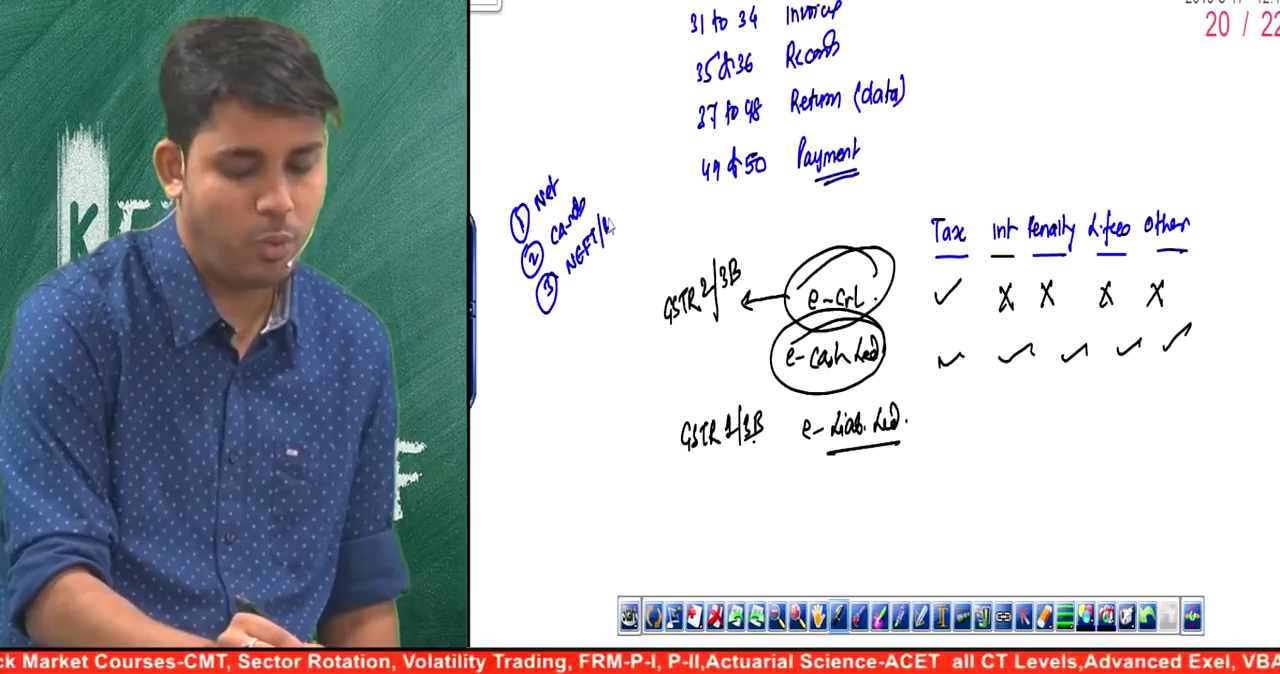 20 / 22
31 to 34 Invoice
35 & 36 Records
37 to 48 Return (data)
49 & 50 Payment
① Net
② Cards
③ NEFT/
Tax Int Penalty L.fees Other
GSTR 2/3B e-Crl.
e-Cash Led
GSTR 1/3B e-Liab. Led.
K
ck Market Courses-CMT, Sector Rotation, Volatility Trading, FRM-P-I, P-II,Actuarial Science-ACET all CT Levels,Advanced Exel, VBA